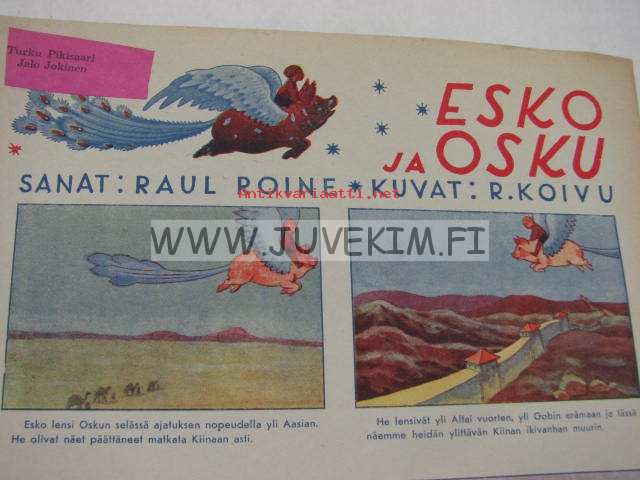 Turku Pikisaari
Jalo Jokinen
ESKO
JA OSKU
SANAT: RAUL ROINE * KUVAT: R. KOIVU
Antikvariaatti.net
WWW.JUVEKIM.FI
Esko lensi Oskun selässä ajatuksen nopeudella yli Aasian.
He olivat näet päättäneet matkata Kiinaan asti.
He lensivät yli Altai vuorten, yli Gobin erämaan ja tässä
näemme heidän ylittävän Kiinan ikivanhan muurin.